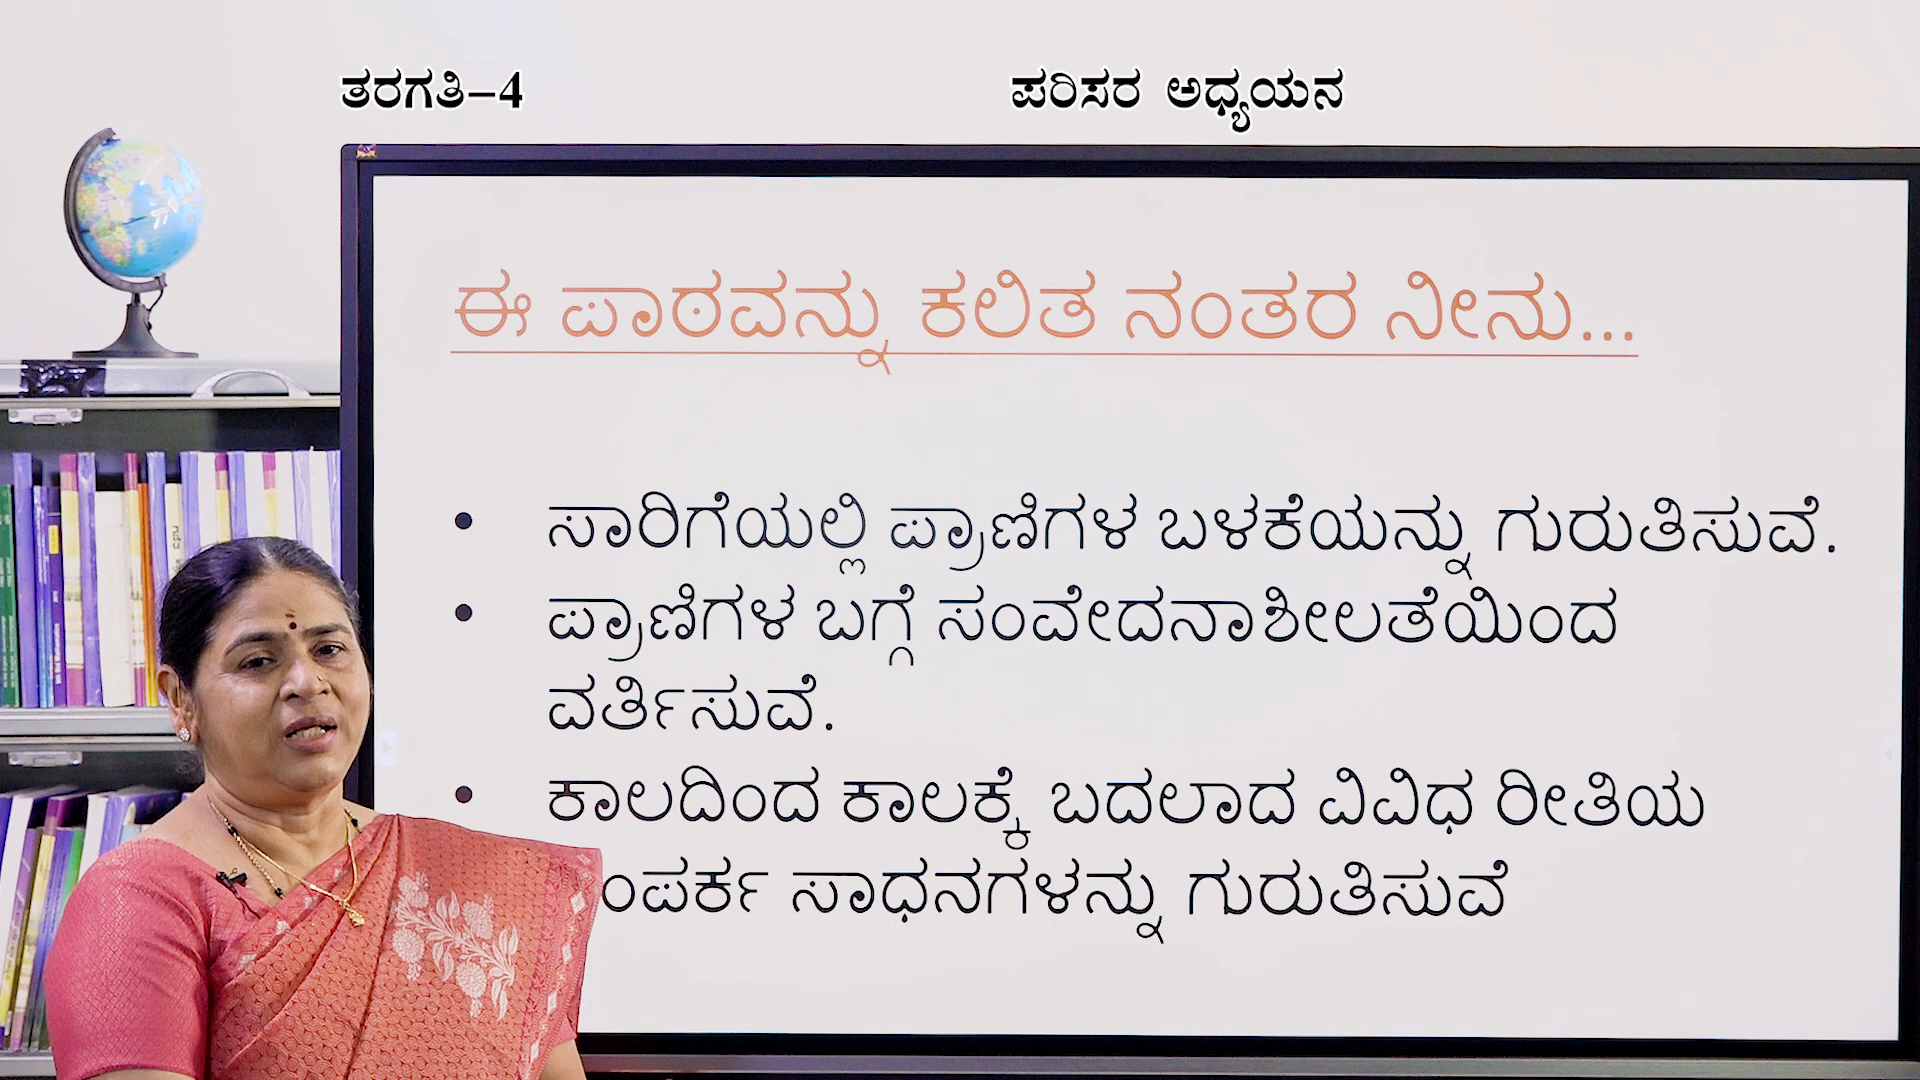 ತರಗತಿ–4 ಪರಿಸರ ಅಧ್ಯಯನ
ಈ ಪಾಠವನ್ನು ಕಲಿತ ನಂತರ ನೀನು...
• ಸಾರಿಗೆಯಲ್ಲಿ ಪ್ರಾಣಿಗಳ ಬಳಕೆಯನ್ನು ಗುರುತಿಸುವೆ.
• ಪ್ರಾಣಿಗಳ ಬಗ್ಗೆ ಸಂವೇದನಾಶೀಲತೆಯಿಂದ
ವರ್ತಿಸುವೆ.
• ಕಾಲದಿಂದ ಕಾಲಕ್ಕೆ ಬದಲಾದ ವಿವಿಧ ರೀತಿಯ
ಸಾಧನಗಳನ್ನು ಗುರುತಿಸುವೆ